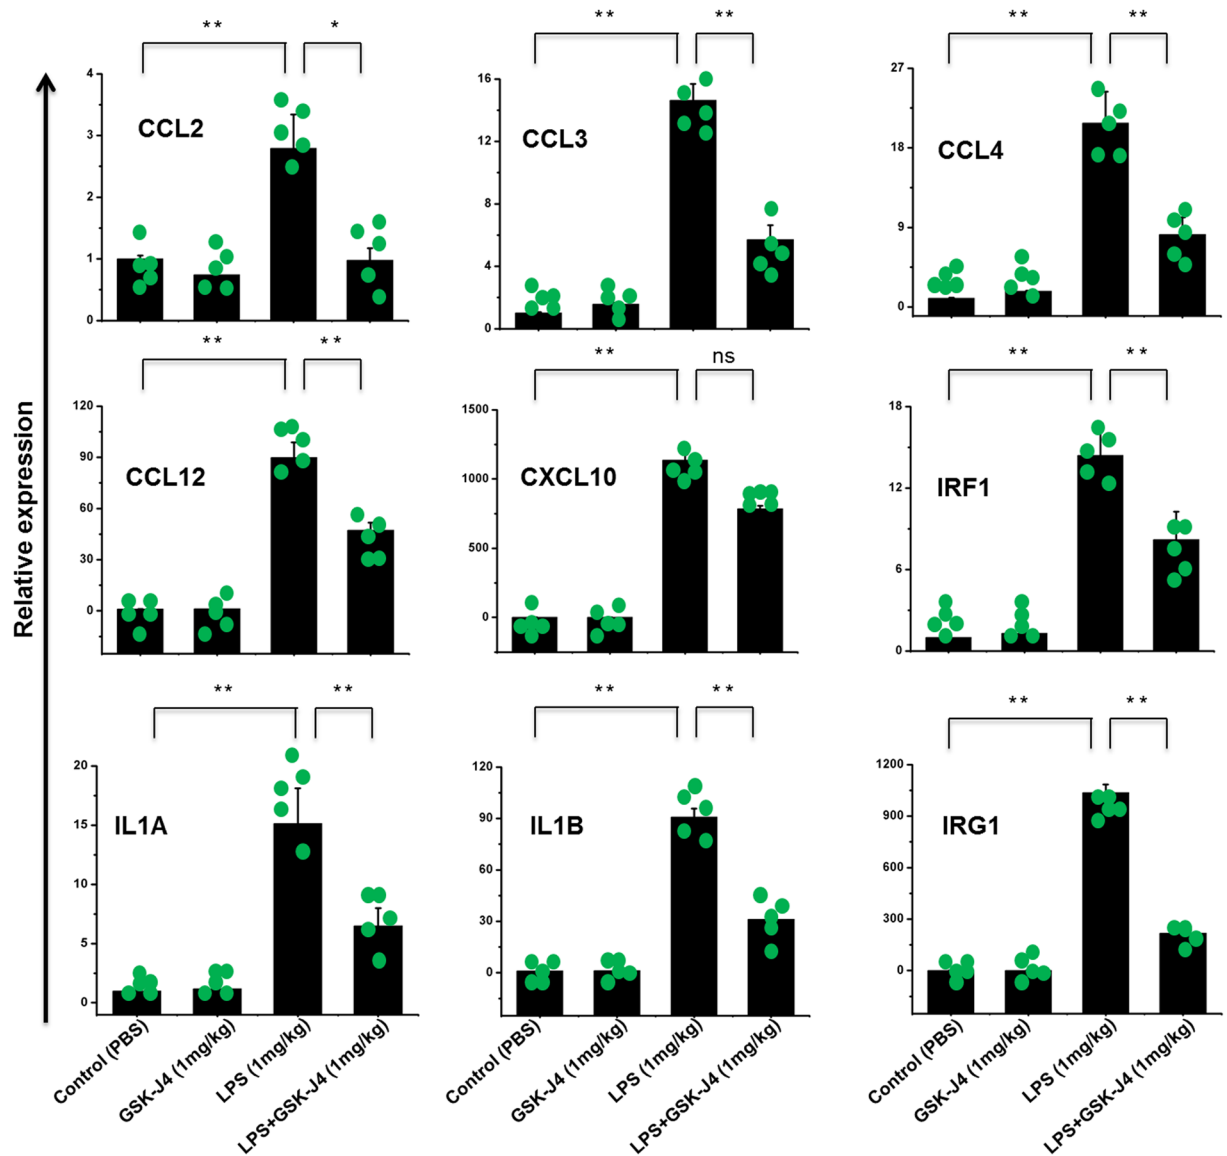 ** *
4
3
2
1
0
CCL2
** **
16
12
8
4
0
CCL3
** **
27
18
9
0
CCL4
Relative expression
** **
120
90
60
30
0
CCL12
** ns
1500
1000
500
0
CXCL10
** **
18
12
6
0
IRF1
** **
20
15
10
5
0
IL1A
** **
120
90
60
30
0
IL1B
** **
1200
900
600
300
0
IRG1
Control (PBS)
GSK-J4 (1mg/kg)
LPS (1mg/kg)
LPS+GSK-J4 (1mg/kg)
Control (PBS)
GSK-J4 (1mg/kg)
LPS (1mg/kg)
LPS+GSK-J4 (1mg/kg)
Control (PBS)
GSK-J4 (1mg/kg)
LPS (1mg/kg)
LPS+GSK-J4 (1mg/kg)